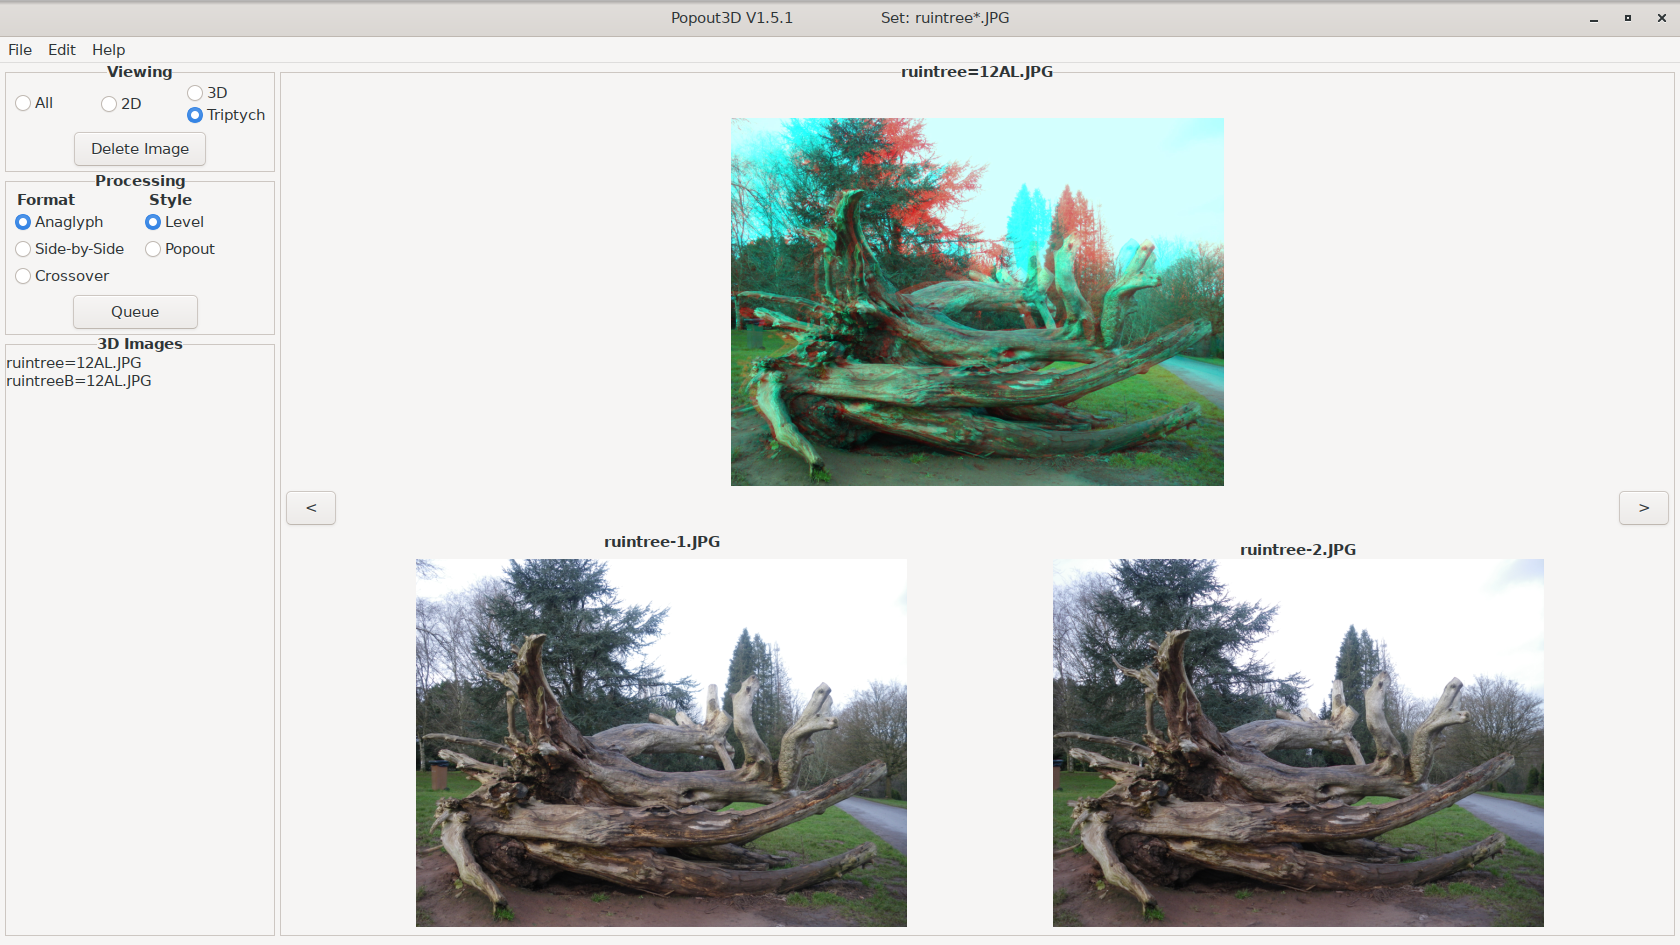 Popout3D V1.5.1 Set: ruintree*.JPG
File Edit Help
Viewing
All 2D 3D
Triptych
Delete Image
Processing
Format Style
Anaglyph Level
Side-by-Side Popout
Crossover
Queue
3D Images
ruintree=12AL.JPG
ruintreeB=12AL.JPG
ruintree=12AL.JPG
< >
ruintree-1.JPG
ruintree-2.JPG